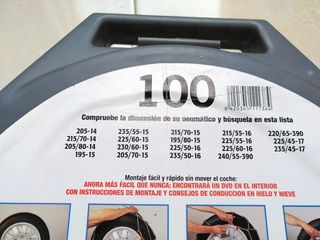 100
Compruebe la dimensión de su neumático y búsquela en esta lista
205-14 235/55-15 215/70-15 215/55-16 220/65-390
215/70-14 225/60-15 195/80-15 225/55-16 225/45-17
205/80-14 230/60-15 225/50-16 225/60-16 235/45-17
195-15 205/70-15 235/50-16 240/55-390
Montaje fácil y rápido sin mover el coche:
AHORA MÁS FACIL QUE NUNCA: ENCONTRARÁ UN DVD EN EL INTERIOR
CON INSTRUCCIONES DE MONTAJE Y CONSEJOS DE CONDUCCION EN HIELO Y NIEVE